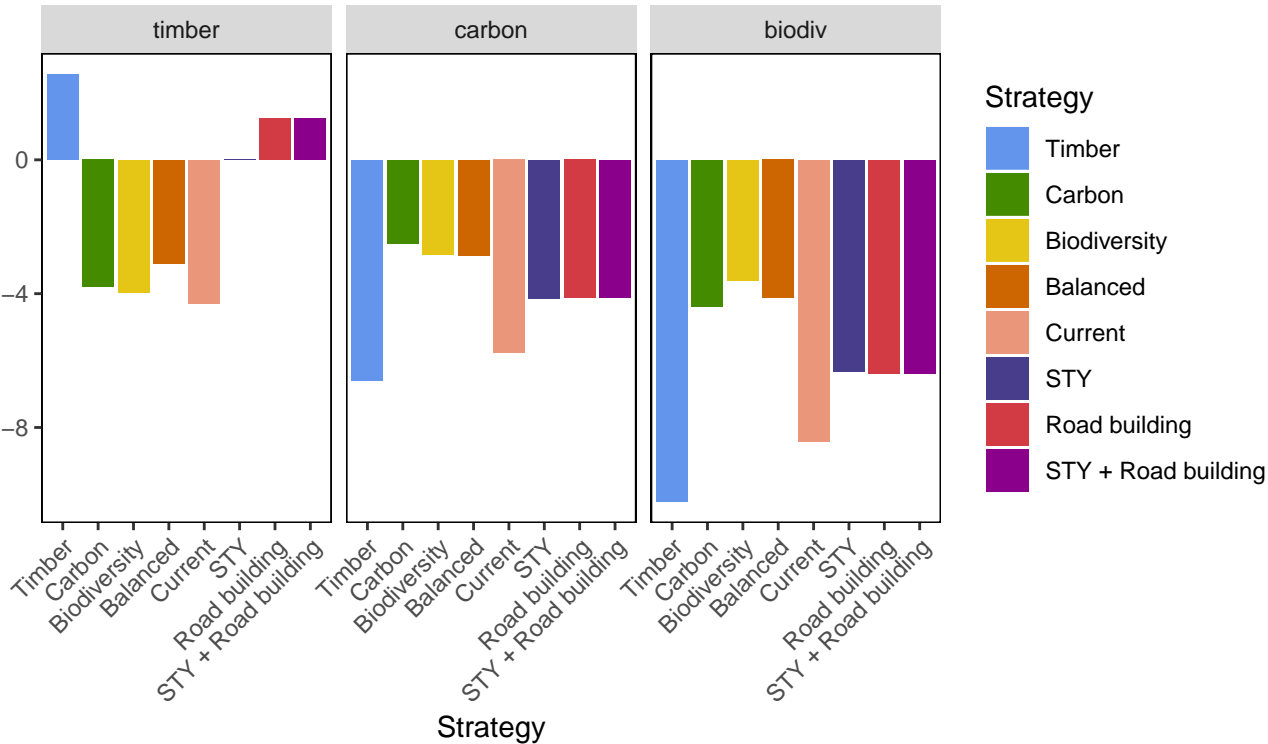 timber
carbon
biodiv
0
−4
−8
Timber
Carbon
Biodiversity
Balanced
Current
STY
Road building
STY + Road building
Timber
Carbon
Biodiversity
Balanced
Current
STY
Road building
STY + Road building
Timber
Carbon
Biodiversity
Balanced
Current
STY
Road building
STY + Road building
Strategy
Strategy
Timber
Carbon
Biodiversity
Balanced
Current
STY
Road building
STY + Road building